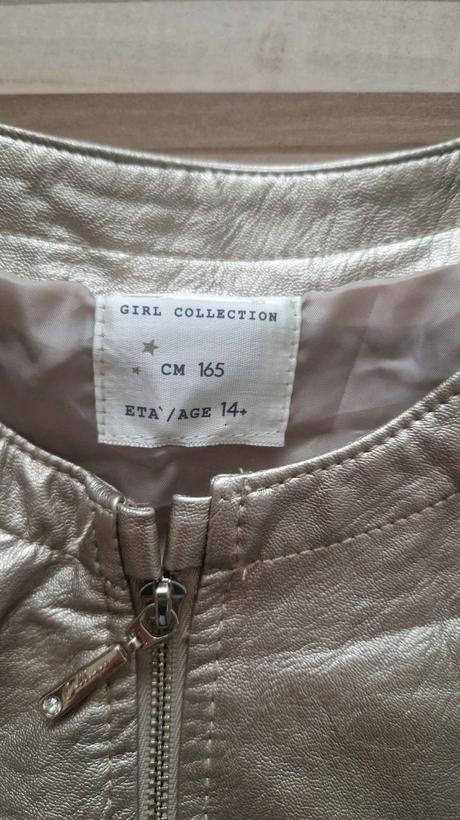 GIRL COLLECTION
CM 165
ETA'/AGE 14+